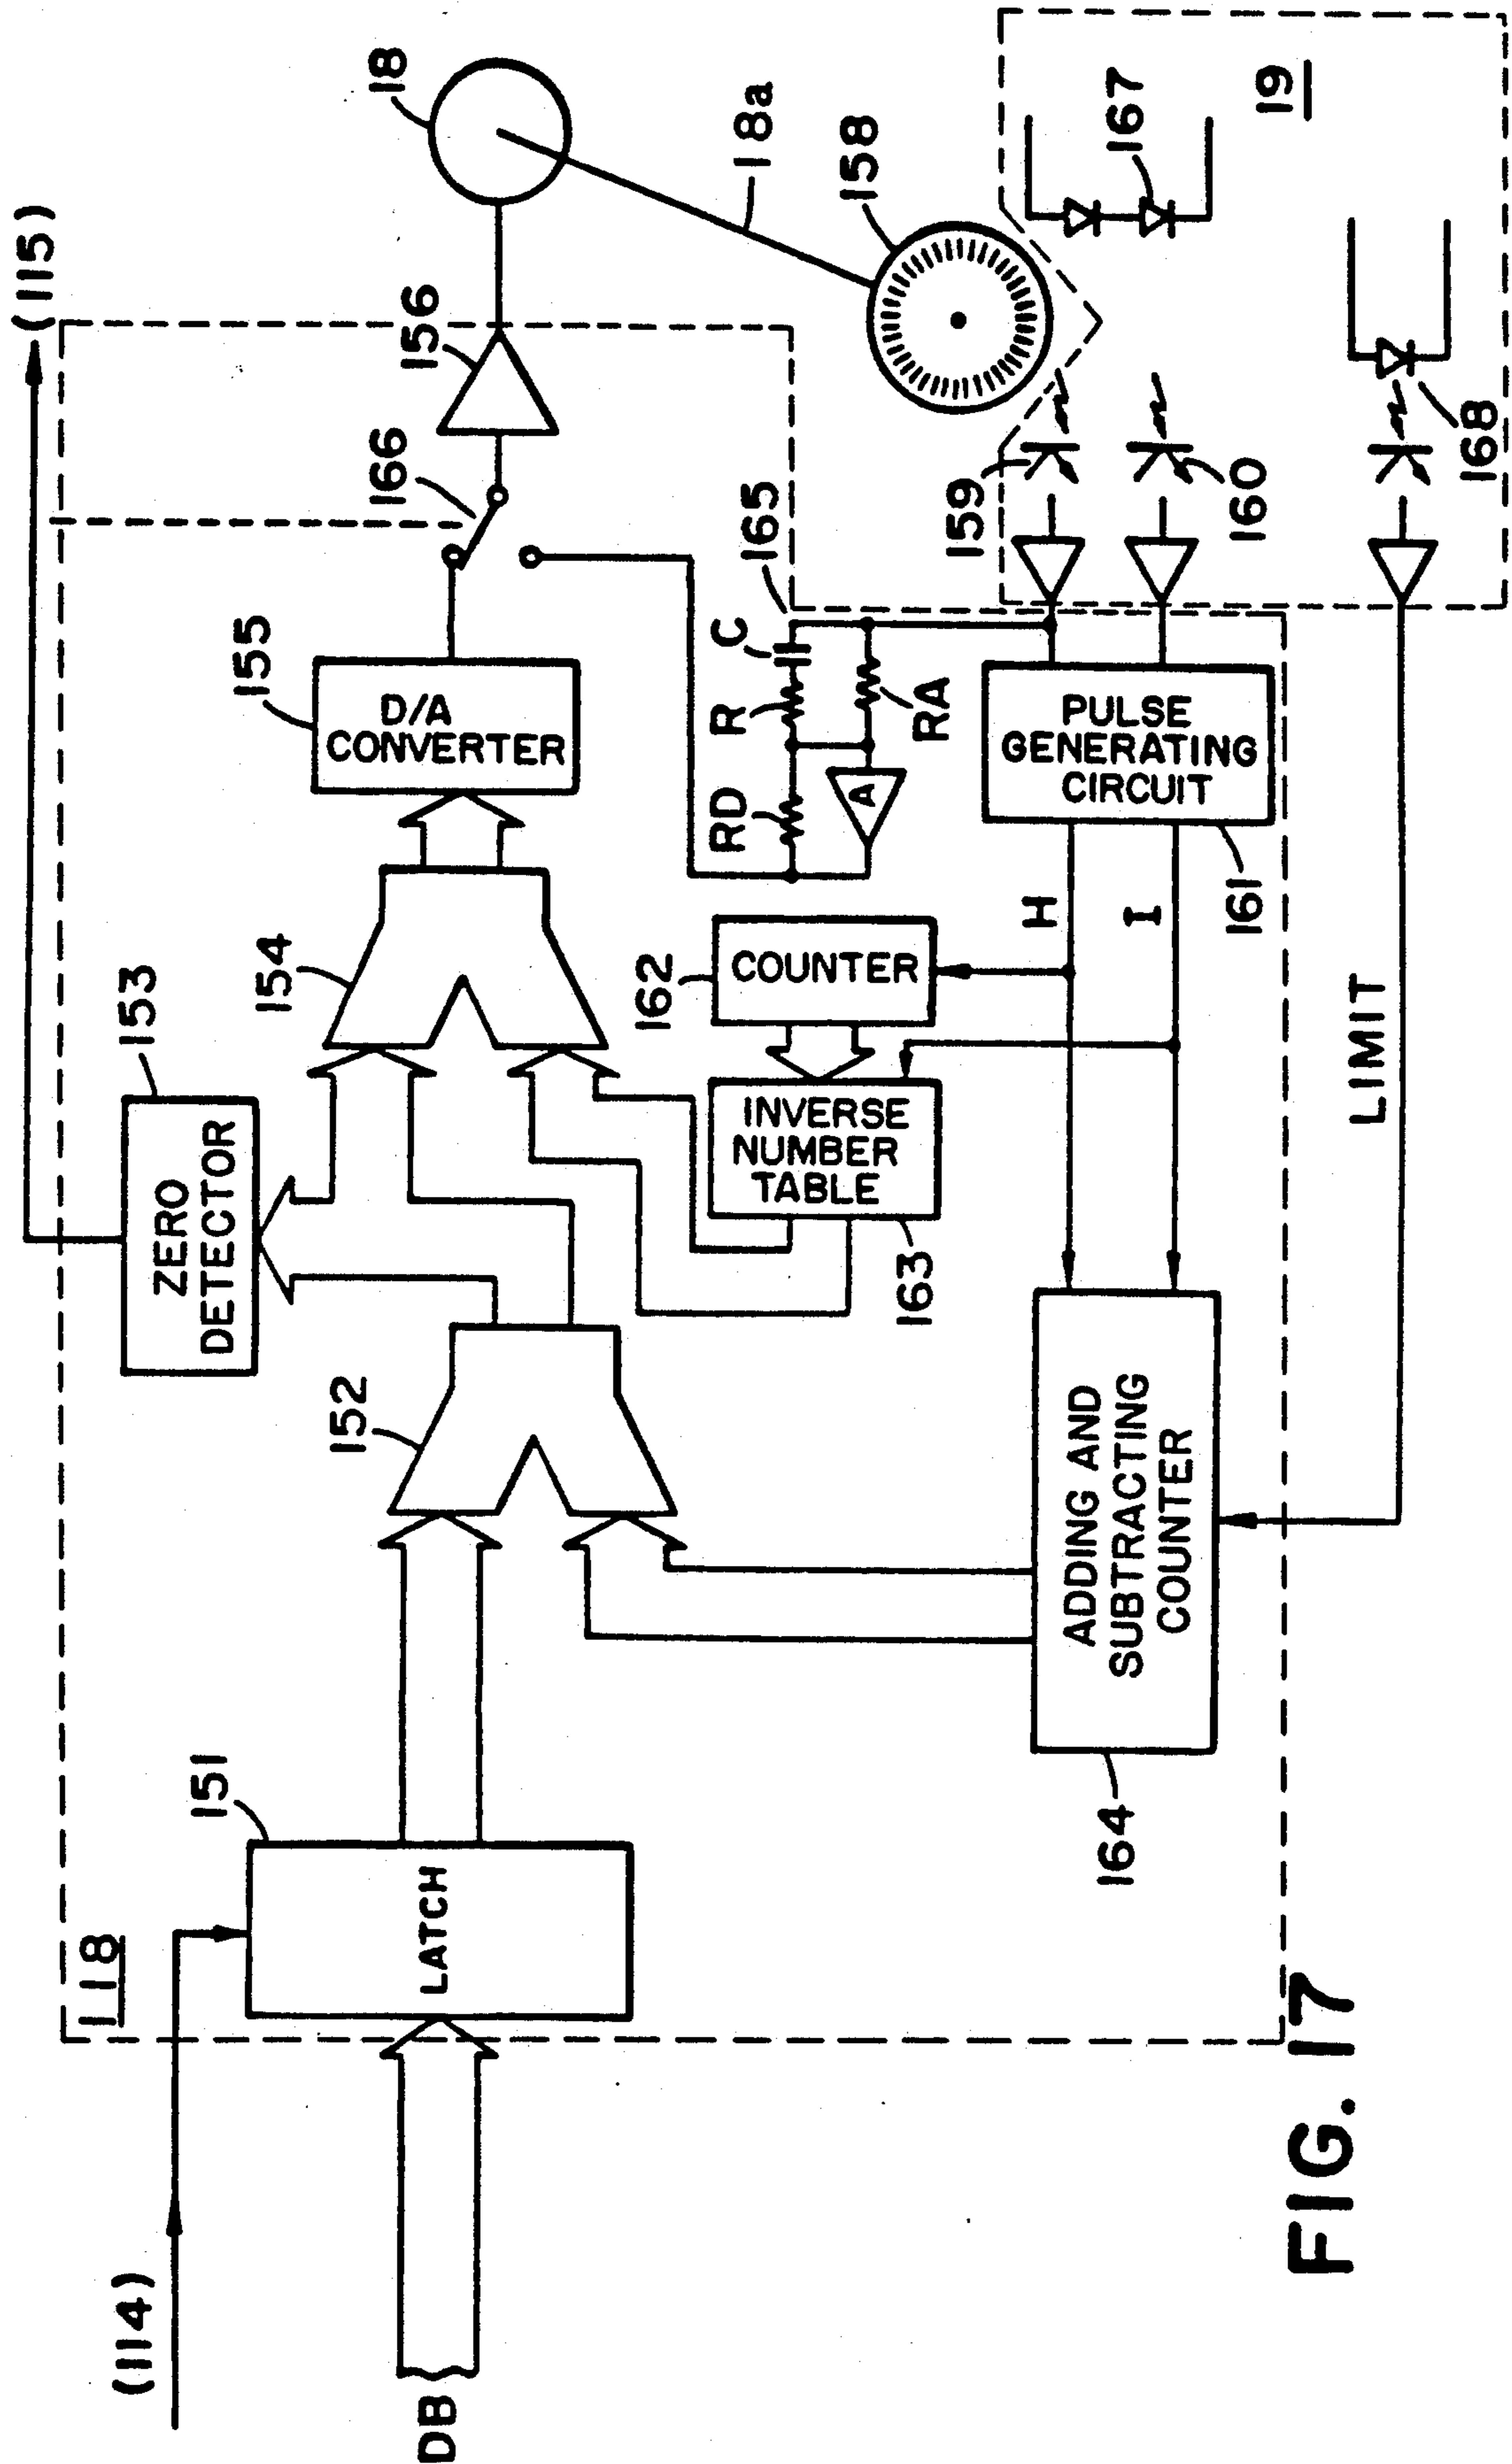 (114)
(115)
118
DB
151
LATCH
152
153
ZERO
DETECTOR
154
155
D/A
CONVERTER
166
156
18
18a
158
162
COUNTER
163
INVERSE
NUMBER
TABLE
165
C
R
RA
RD
A
159
160
161
PULSE
GENERATING
CIRCUIT
H
I
164
ADDING AND
SUBTRACTING
COUNTER
LIMIT
167
168
19
FIG. 17